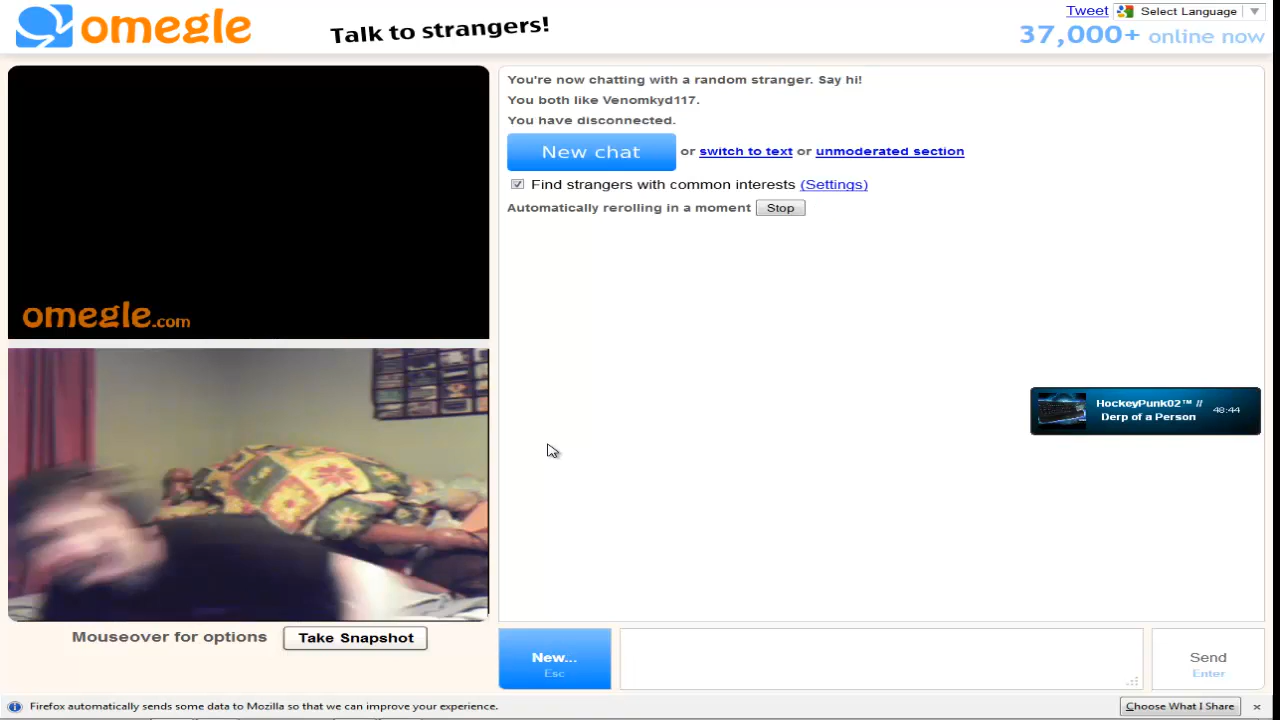 omegle
Talk to strangers!
Tweet
Select Language
37,000+ online now
You're now chatting with a random stranger. Say hi!
You both like Venomkyd117.
You have disconnected.
New chat or switch to text or unmoderated section
Find strangers with common interests (Settings)
Automatically rerolling in a moment Stop
omegle.com
HockeyPunk02™ //
Derp of a Person
48:44
Mouseover for options
Take Snapshot
New...
Esc
Send
Enter
Firefox automatically sends some data to Mozilla so that we can improve your experience.
Choose What I Share